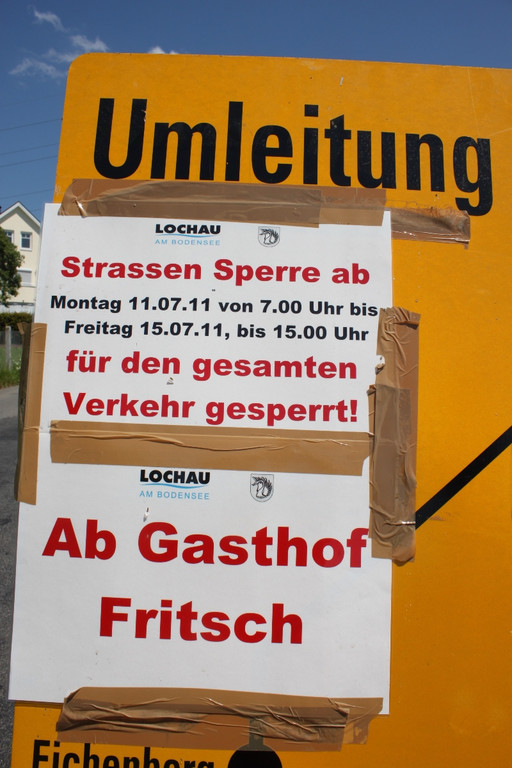 Umleitung
LOCHAU
AM BODENSEE
Strassen Sperre ab
Montag 11.07.11 von 7.00 Uhr bis
Freitag 15.07.11, bis 15.00 Uhr
für den gesamten
Verkehr gesperrt!
LOCHAU
AM BODENSEE
Ab Gasthof
Fritsch